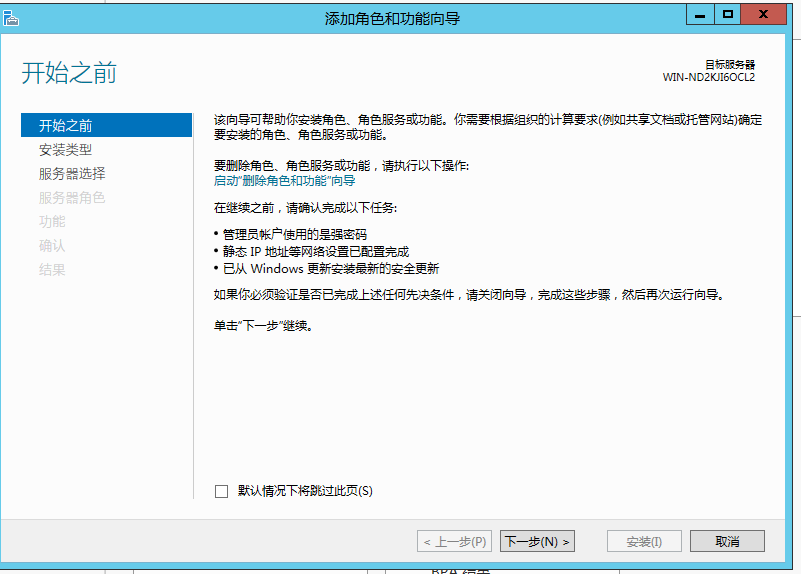 添加角色和功能向导
开始之前
目标服务器
WIN-ND2KJI6OCL2
开始之前
安装类型
服务器选择
服务器角色
功能
确认
结果
该向导可帮助你安装角色、角色服务或功能。你需要根据组织的计算要求(例如共享文档或托管网站)确定
要安装的角色、角色服务或功能。
要删除角色、角色服务或功能，请执行以下操作:
启动“删除角色和功能”向导
在继续之前，请确认完成以下任务:
• 管理员帐户使用的是强密码
• 静态 IP 地址等网络设置已配置完成
• 已从 Windows 更新安装最新的安全更新
如果你必须验证是否已完成上述任何先决条件，请关闭向导，完成这些步骤，然后再次运行向导。
单击“下一步”继续。
默认情况下将跳过此页(S)
< 上一步(P)
下一步(N) >
安装(I)
取消
BPA 结果